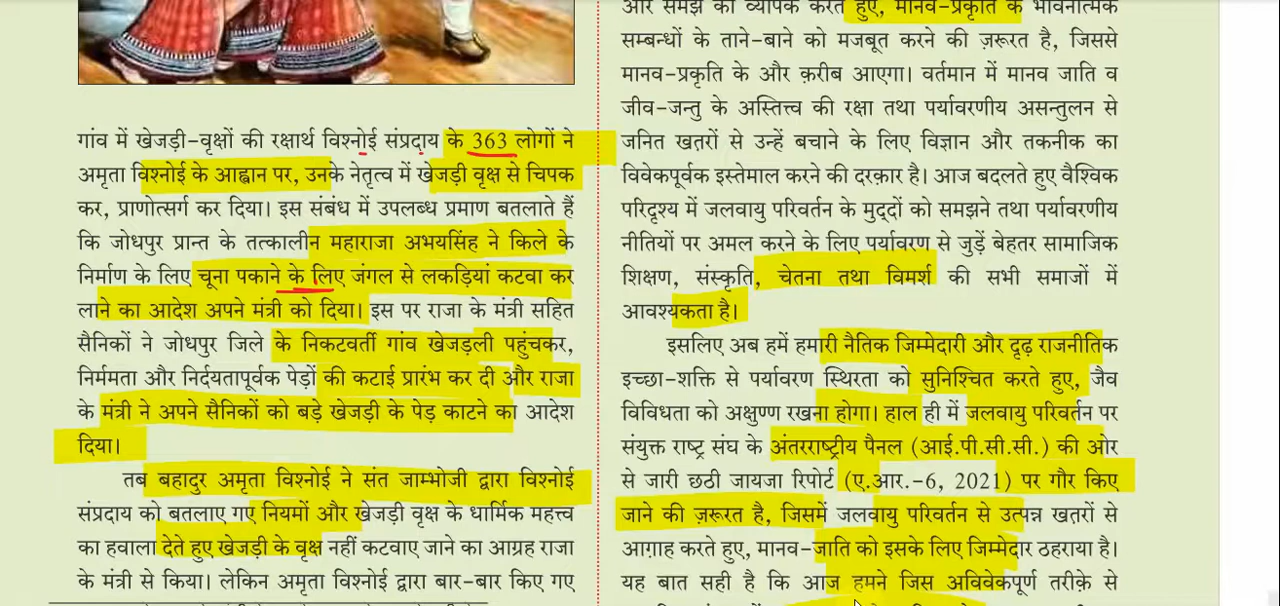 गांव में खेजड़ी-वृक्षों की रक्षार्थ विश्नोई संप्रदाय के 363 लोगों ने
अमृता विश्नोई के आह्वान पर, उनके नेतृत्व में खेजड़ी वृक्ष से चिपक
कर, प्राणोत्सर्ग कर दिया। इस संबंध में उपलब्ध प्रमाण बतलाते हैं
कि जोधपुर प्रान्त के तत्कालीन महाराजा अभयसिंह ने किले के
निर्माण के लिए चूना पकाने के लिए जंगल से लकड़ियां कटवा कर
लाने का आदेश अपने मंत्री को दिया। इस पर राजा के मंत्री सहित
सैनिकों ने जोधपुर जिले के निकटवर्ती गांव खेजड़ली पहुंचकर,
निर्ममता और निर्दयतापूर्वक पेड़ों की कटाई प्रारंभ कर दी और राजा
के मंत्री ने अपने सैनिकों को बड़े खेजड़ी के पेड़ काटने का आदेश
दिया।
तब बहादुर अमृता विश्नोई ने संत जाम्भोजी द्वारा विश्नोई
संप्रदाय को बतलाए गए नियमों और खेजड़ी वृक्ष के धार्मिक महत्त्व
का हवाला देते हुए खेजड़ी के वृक्ष नहीं कटवाए जाने का आग्रह राजा
के मंत्री से किया। लेकिन अमृता विश्नोई द्वारा बार-बार किए गए
और समझ को व्यापक करते हुए, मानव-प्रकृति के भावनात्मक
सम्बन्धों के ताने-बाने को मजबूत करने की ज़रूरत है, जिससे
मानव-प्रकृति के और क़रीब आएगा। वर्तमान में मानव जाति व
जीव-जन्तु के अस्तित्त्व की रक्षा तथा पर्यावरणीय असन्तुलन से
जनित खत़रों से उन्हें बचाने के लिए विज्ञान और तकनीक का
विवेकपूर्वक इस्तेमाल करने की दरक़ार है। आज बदलते हुए वैश्विक
परिदृश्य में जलवायु परिवर्तन के मुद्दों को समझने तथा पर्यावरणीय
नीतियों पर अमल करने के लिए पर्यावरण से जुड़ें बेहतर सामाजिक
शिक्षण, संस्कृति, चेतना तथा विमर्श की सभी समाजों में
आवश्यकता है।
इसलिए अब हमें हमारी नैतिक जिम्मेदारी और दृढ़ राजनीतिक
इच्छा-शक्ति से पर्यावरण स्थिरता को सुनिश्चित करते हुए, जैव
विविधता को अक्षुण्ण रखना होगा। हाल ही में जलवायु परिवर्तन पर
संयुक्त राष्ट्र संघ के अंतरराष्ट्रीय पैनल (आई.पी.सी.सी.) की ओर
से जारी छठी जायजा रिपोर्ट (ए.आर.-6, 2021) पर गौर किए
जाने की ज़रूरत है, जिसमें जलवायु परिवर्तन से उत्पन्न खत़रों से
आग़ाह करते हुए, मानव-जाति को इसके लिए जिम्मेदार ठहराया है।
यह बात सही है कि आज हमने जिस अविवेकपूर्ण तरीक़े से